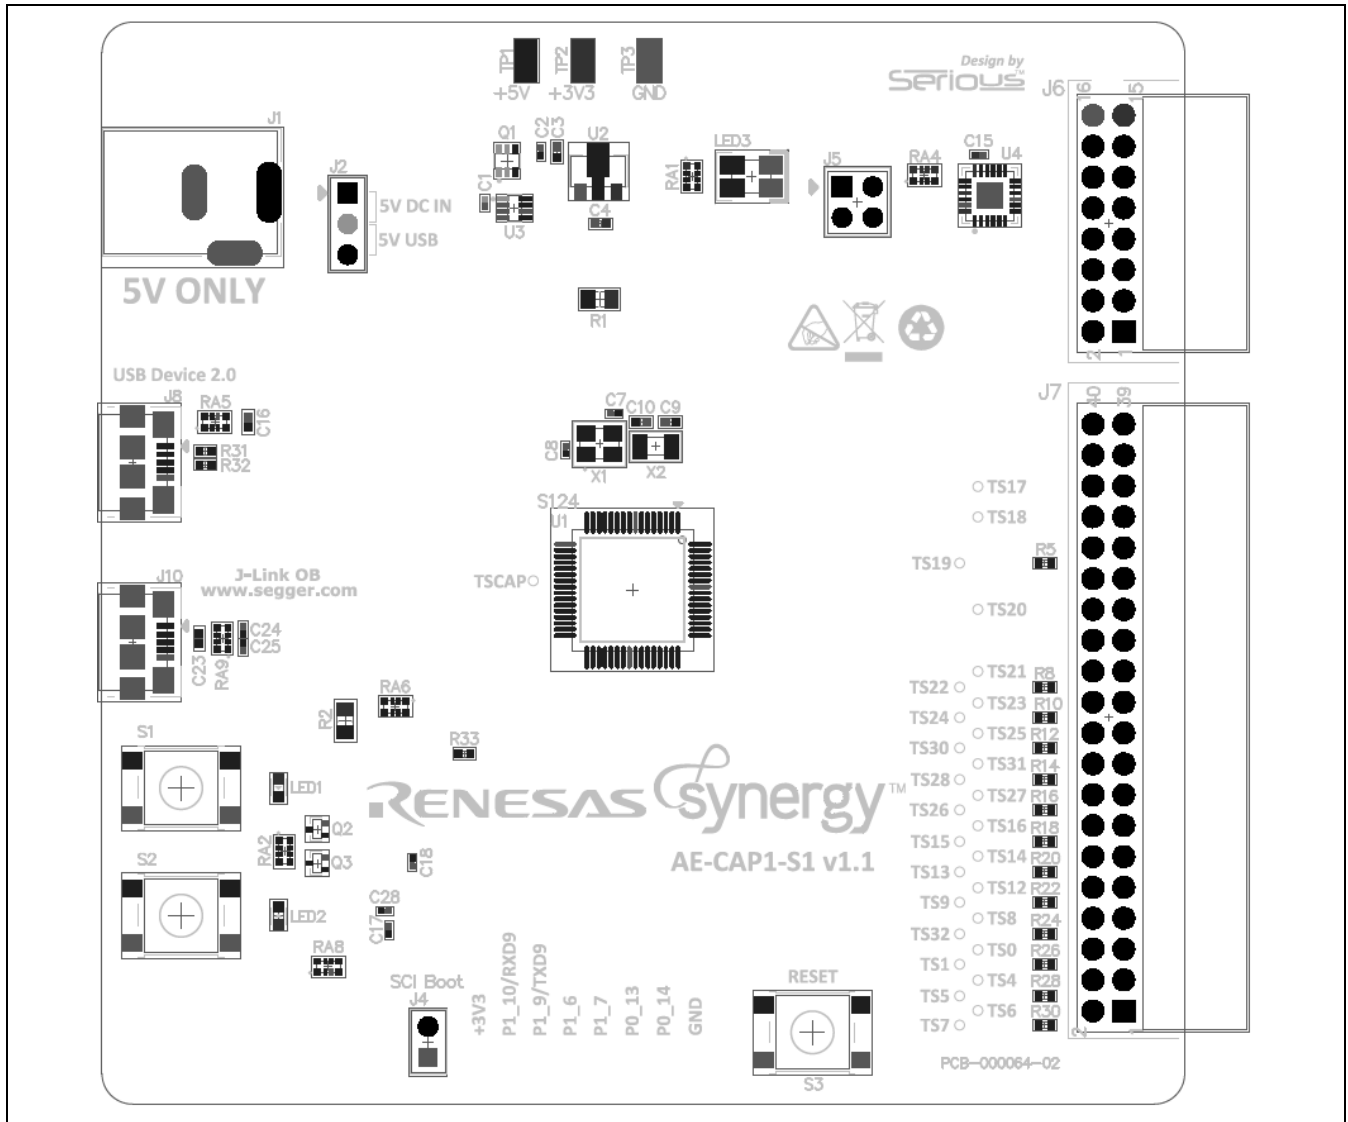 TP1
TP2
TP3
+5V
+3V3
GND
Design by
Serious™
J6
16
15
J1
J2
5V DC IN
5V USB
5V ONLY
Q1
C2
C3
U2
C1
U3
C4
R1
RA1
LED3
J5
RA4
C15
U4
2
1
USB Device 2.0
J8
RA5
C16
R31
R32
C7
C10
C9
C8
X1
X2
J7
40
39
S124
U1
TSCAP
J10
J-Link OB
www.segger.com
C24
C25
C23
RA9
TS17
TS18
TS19
R5
TS20
TS21
R8
TS22
TS23
R10
TS24
TS25
R12
TS30
TS31
R14
TS28
TS27
R16
TS26
TS16
R18
TS15
TS14
R20
TS13
TS12
R22
TS9
TS8
R24
TS32
TS0
R26
TS1
TS4
R28
TS5
TS6
R30
TS7
2
1
RA6
R2
R33
S1
LED1
RENESAS synergy™
AE-CAP1-S1 v1.1
Q2
RA2
Q3
C18
S2
LED2
C28
C17
RA8
SCI Boot
J4
+3V3
P1_10/RXD9
P1_9/TXD9
P1_6
P1_7
P0_13
P0_14
GND
RESET
S3
PCB-000064-02